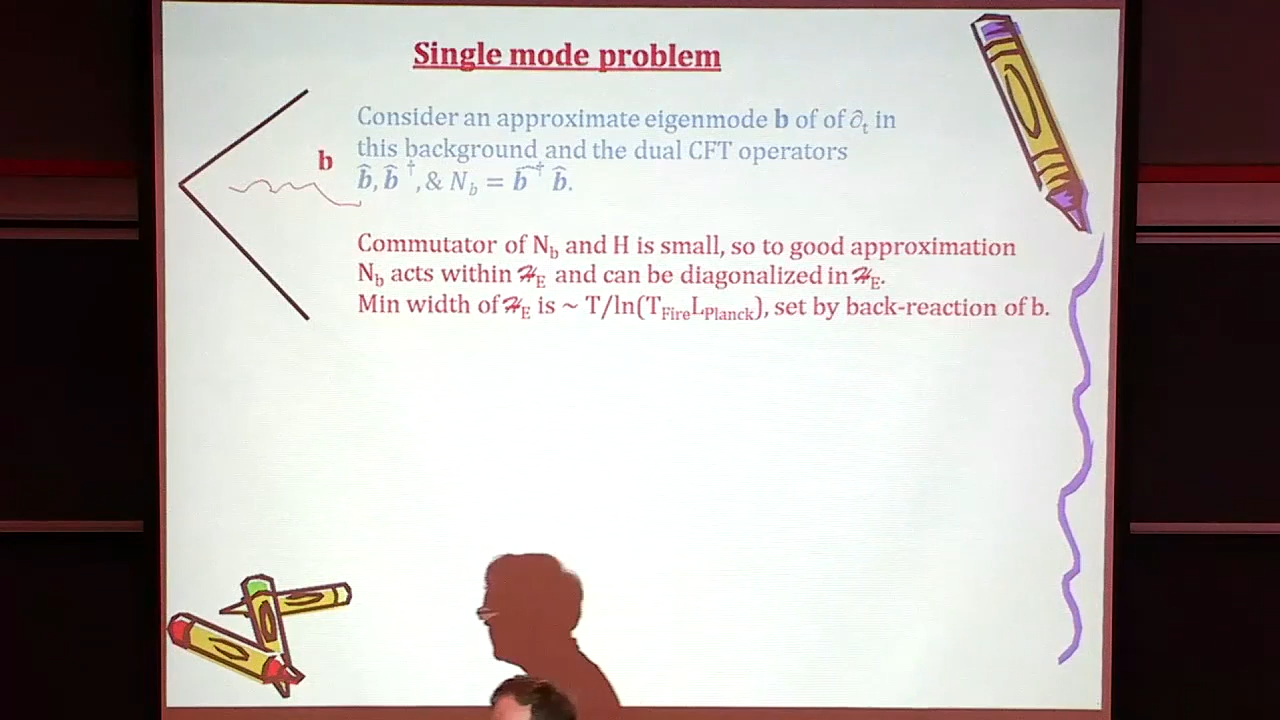 Single mode problem
Consider an approximate eigenmode b of of ∂t in
b
this background and the dual CFT operators
b̂, b̂†, & Nb = b̂† b̂.
Commutator of Nb and H is small, so to good approximation
Nb acts within ℋE and can be diagonalized in ℋE.
Min width of ℋE is ~ T/ln(TFireLPlanck), set by back-reaction of b.